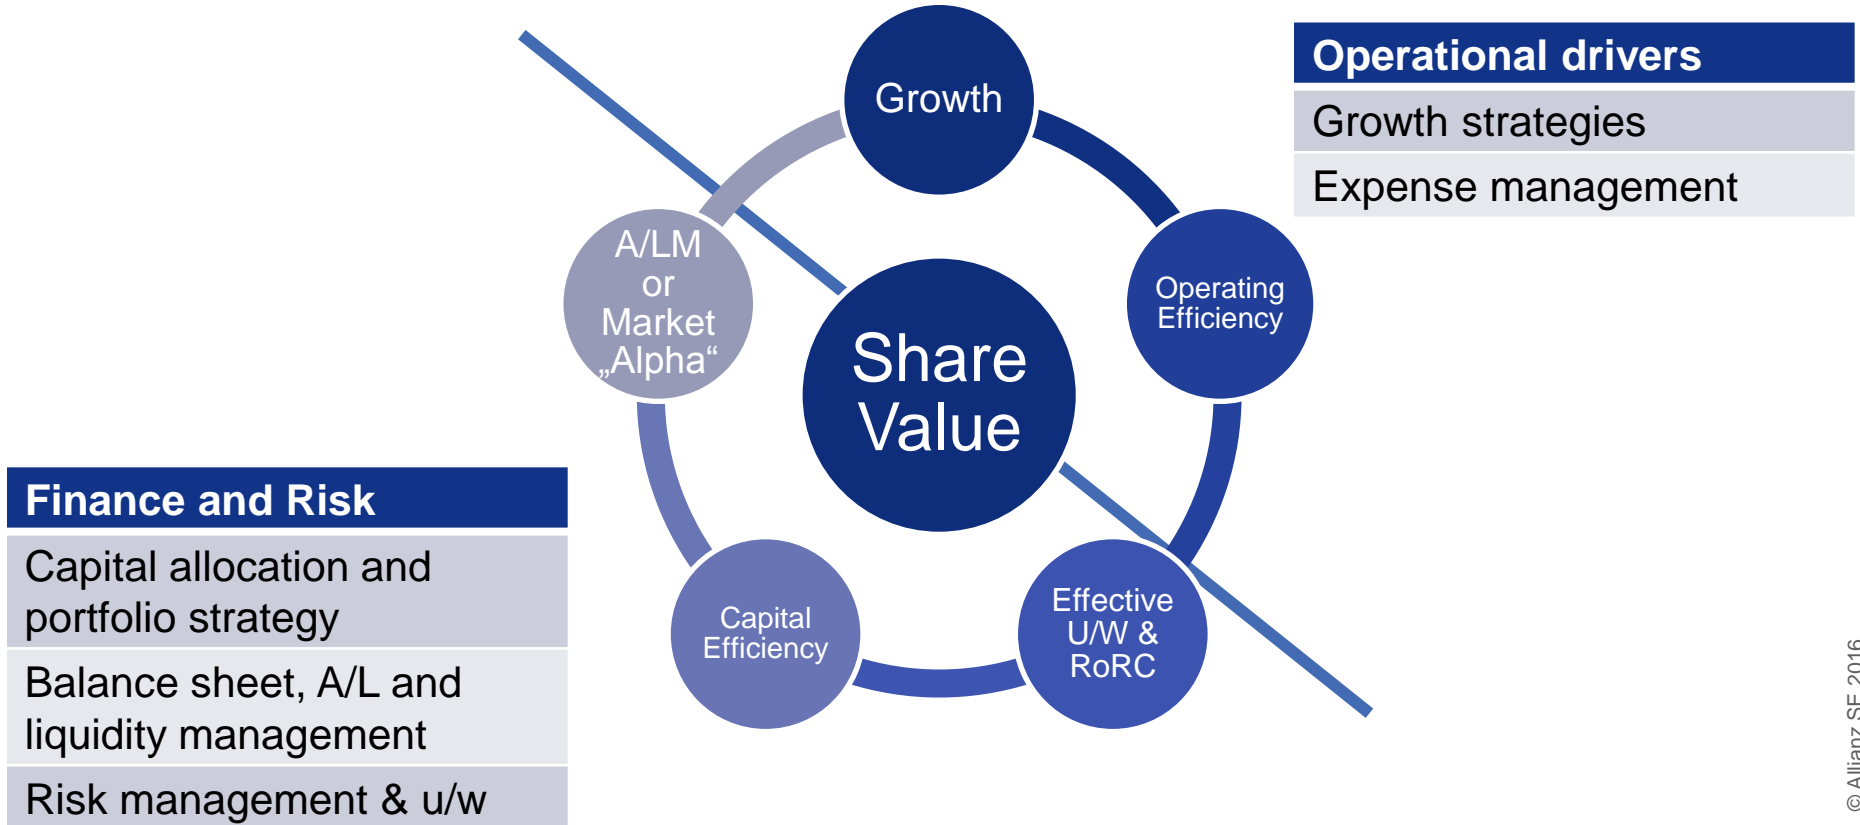 Growth
Operational drivers
Growth strategies
Expense management
A/LM
or
Market
„Alpha“
Operating
Efficiency
Share
Value
Finance and Risk
Capital allocation and
portfolio strategy
Balance sheet, A/L and
liquidity management
Risk management & u/w
Capital
Efficiency
Effective
U/W &
RoRC
© Allianz SE 2016